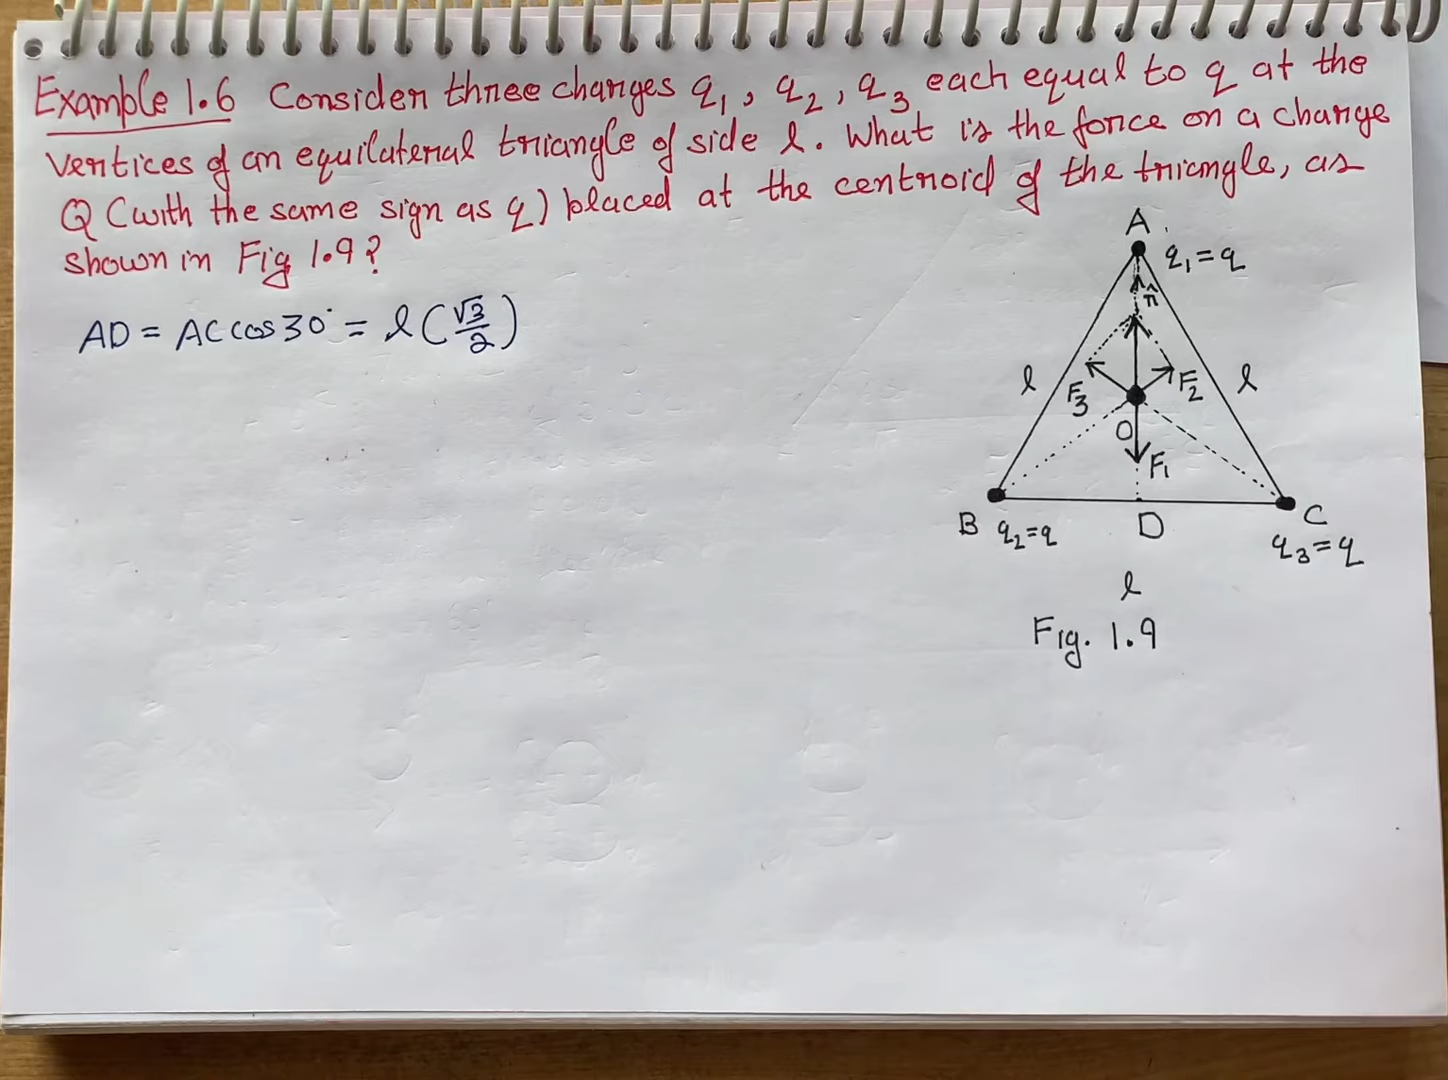 Example 1.6 Consider three charges q₁, q₂, q₃ each equal to q at the
vertices of an equilateral triangle of side l. What is the force on a charge
Q (with the same sign as q) placed at the centroid of the triangle, as
shown in Fig 1.9?
AD = AC cos 30° = l (√3/2)
A
q₁ = q
r̂
l
l
F₃
F₂
O
F₁
B
D
C
q₂ = q
q₃ = q
l
Fig. 1.9